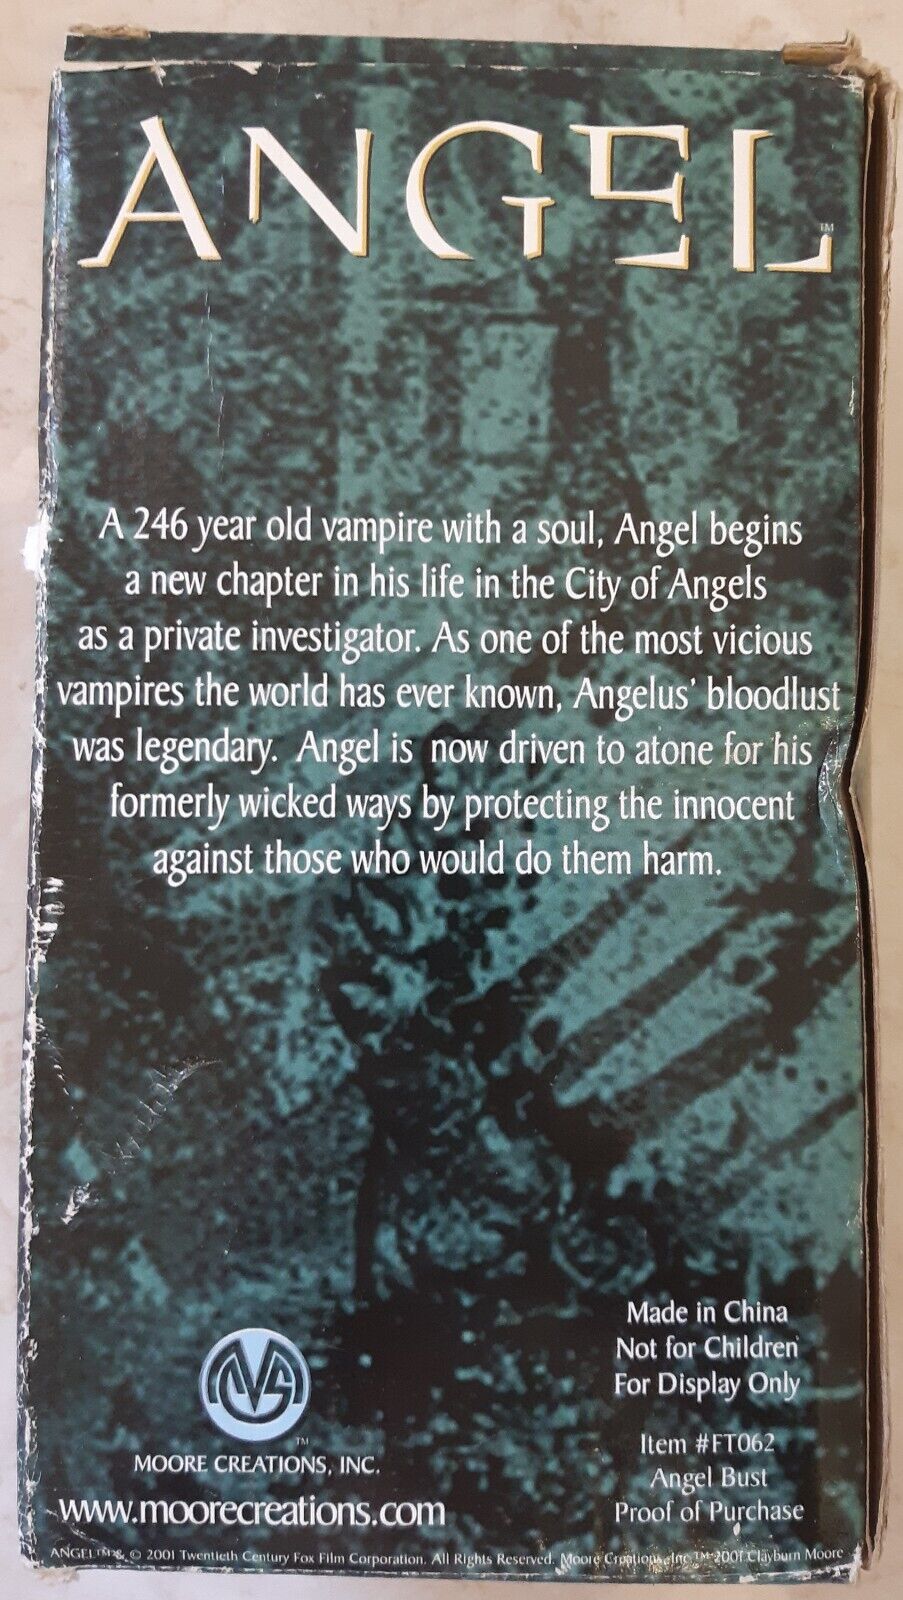 ANGEL™
A 246 year old vampire with a soul, Angel begins
a new chapter in his life in the City of Angels
as a private investigator. As one of the most vicious
vampires the world has ever known, Angelus' bloodlust
was legendary. Angel is now driven to atone for his
formerly wicked ways by protecting the innocent
against those who would do them harm.
Made in China
Not for Children
For Display Only
Item #FT062
Angel Bust
Proof of Purchase
™
MOORE CREATIONS, INC.
www.moorecreations.com
ANGEL™ & © 2001 Twentieth Century Fox Film Corporation. All Rights Reserved. Moore Creations, Inc ™ 2001 Clayburn Moore